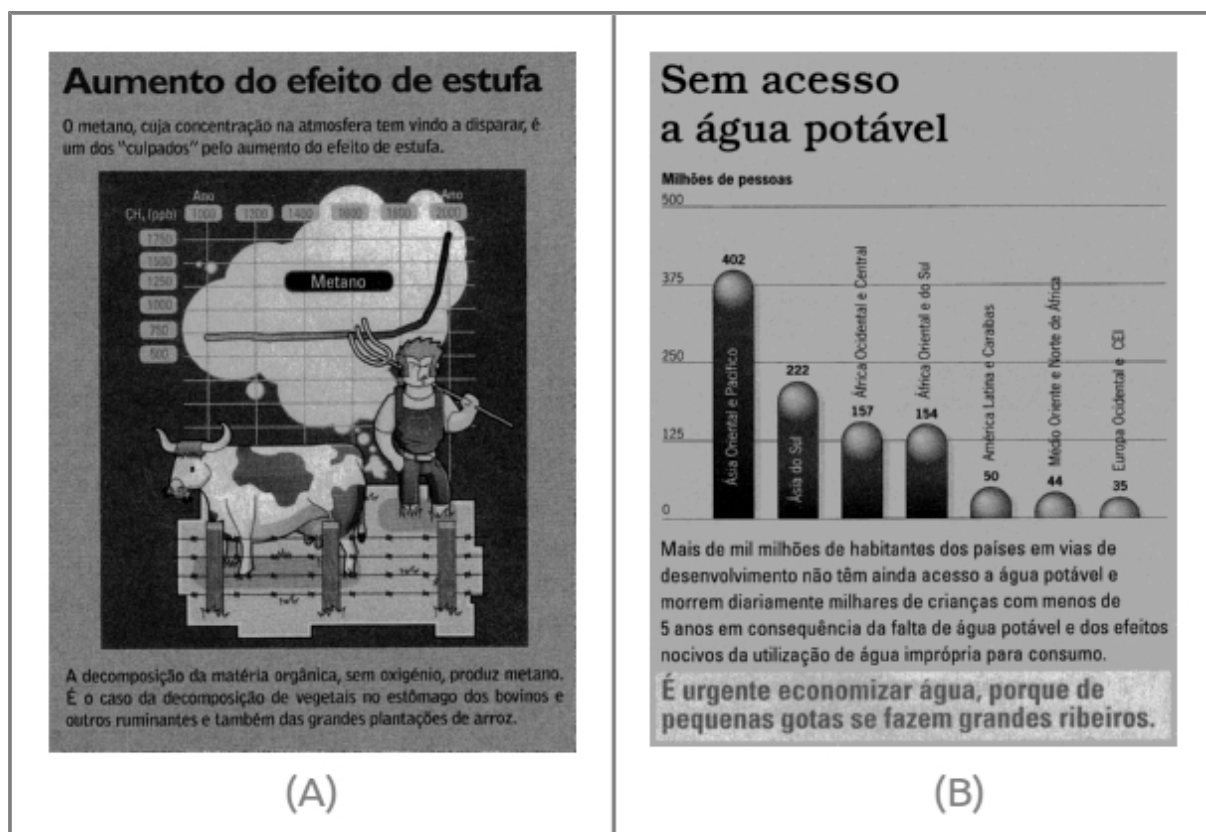 Aumento do efeito de estufa
O metano, cuja concentração na atmosfera tem vindo a disparar, é
um dos "culpados" pelo aumento do efeito de estufa.
Ano
Ano
CH₄ (ppb)
1000
1200
1400
1600
1800
2000
1750
1500
1250
1000
750
500
Metano
A decomposição da matéria orgânica, sem oxigénio, produz metano.
É o caso da decomposição de vegetais no estômago dos bovinos e
outros ruminantes e também das grandes plantações de arroz.
(A)
Sem acesso
a água potável
Milhões de pessoas
500
375
250
125
0
402
Ásia Oriental e Pacífico
222
Ásia do Sul
157
África Ocidental e Central
154
África Oriental e do Sul
50
América Latina e Caraíbas
44
Médio Oriente e Norte de África
35
Europa Ocidental e CEI
Mais de mil milhões de habitantes dos países em vias de
desenvolvimento não têm ainda acesso a água potável e
morrem diariamente milhares de crianças com menos de
5 anos em consequência da falta de água potável e dos efeitos
nocivos da utilização de água imprópria para consumo.
É urgente economizar água, porque de
pequenas gotas se fazem grandes ribeiros.
(B)